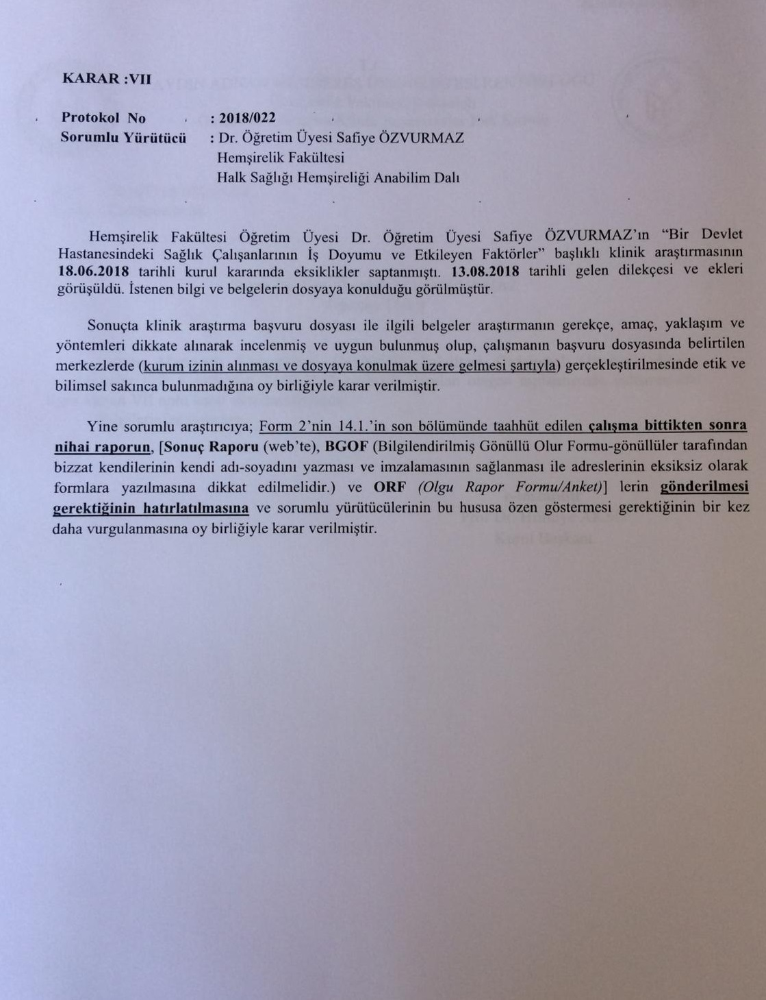 KARAR :VII
Protokol No : 2018/022
Sorumlu Yürütücü : Dr. Öğretim Üyesi Safiye ÖZVURMAZ
Hemşirelik Fakültesi
Halk Sağlığı Hemşireliği Anabilim Dalı
Hemşirelik Fakültesi Öğretim Üyesi Dr. Öğretim Üyesi Safiye ÖZVURMAZ'ın “Bir Devlet
Hastanesindeki Sağlık Çalışanlarının İş Doyumu ve Etkileyen Faktörler” başlıklı klinik araştırmasının
18.06.2018 tarihli kurul kararında eksiklikler saptanmıştı. 13.08.2018 tarihli gelen dilekçesi ve ekleri
görüşüldü. İstenen bilgi ve belgelerin dosyaya konulduğu görülmüştür.
Sonuçta klinik araştırma başvuru dosyası ile ilgili belgeler araştırmanın gerekçe, amaç, yaklaşım ve
yöntemleri dikkate alınarak incelenmiş ve uygun bulunmuş olup, çalışmanın başvuru dosyasında belirtilen
merkezlerde (kurum izinin alınması ve dosyaya konulmak üzere gelmesi şartıyla) gerçekleştirilmesinde etik ve
bilimsel sakınca bulunmadığına oy birliğiyle karar verilmiştir.
Yine sorumlu araştırıcıya; Form 2'nin 14.1.'in son bölümünde taahhüt edilen çalışma bittikten sonra
nihai raporun, [Sonuç Raporu (web'te), BGOF (Bilgilendirilmiş Gönüllü Olur Formu-gönüllüler tarafından
bizzat kendilerinin kendi adı-soyadını yazması ve imzalamasının sağlanması ile adreslerinin eksiksiz olarak
formlara yazılmasına dikkat edilmelidir.) ve ORF (Olgu Rapor Formu/Anket)] lerin gönderilmesi
gerektiğinin hatırlatılmasına ve sorumlu yürütücülerinin bu hususa özen göstermesi gerektiğinin bir kez
daha vurgulanmasına oy birliğiyle karar verilmiştir.